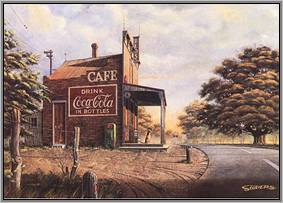 CAFE
DRINK
Coca-Cola
IN BOTTLES